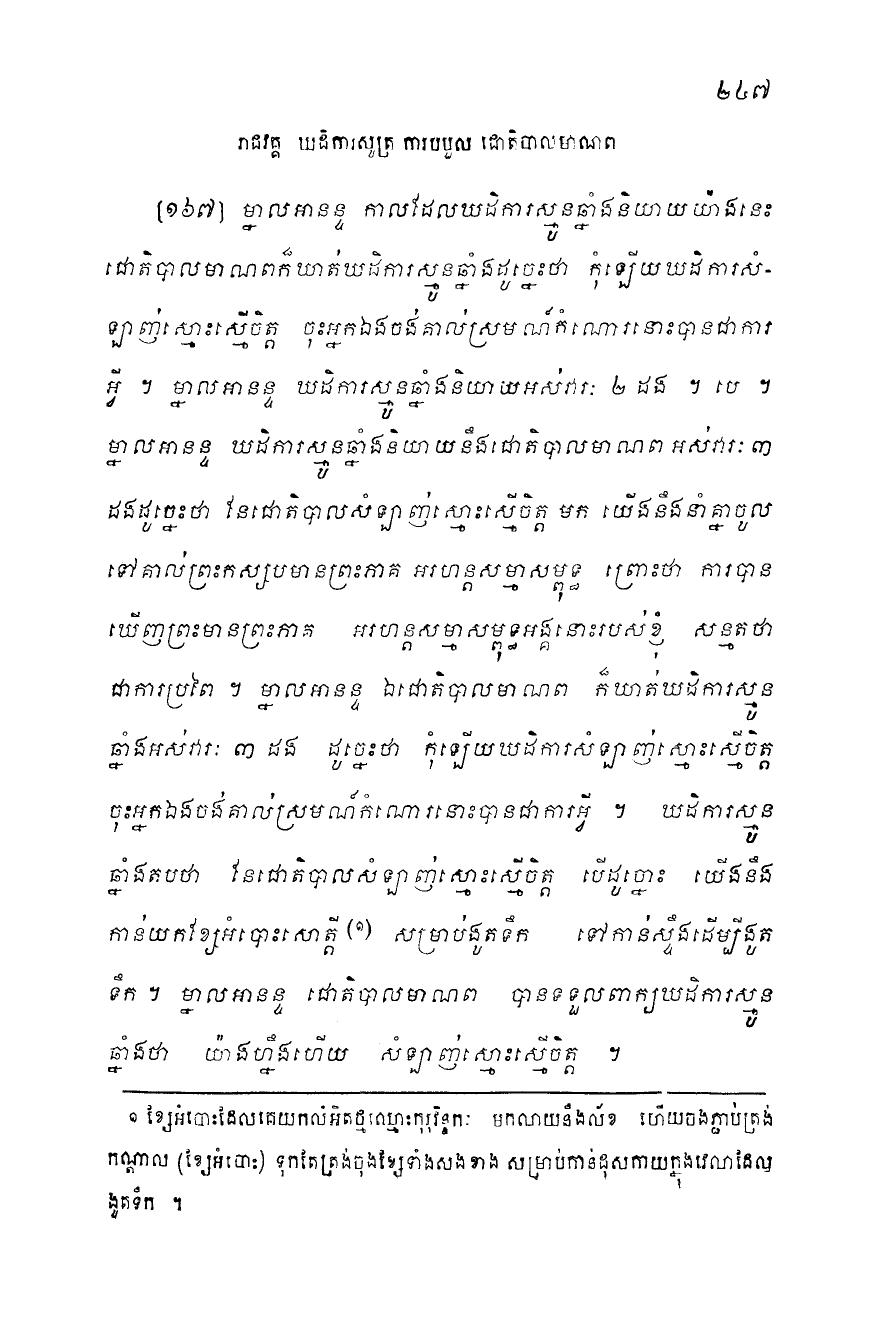 ២៤៧
រាជវគ្គ ឃដិការសូត្រ ការបបួល ជោតិបាលមាណព
[១៦៧] ម្នាលអានន្ទ កាលដែលឃដិការស្មូនឆ្នាំងនិយាយយ៉ាងនេះ
ជោតិបាលមាណពក៏ឃាត់ឃដិការស្មូនឆ្នាំងដូច្នេះថា កុំឡើយឃដិការសំ-
ឡាញ់ស្មោះស្មើចិត្ត ចុះអ្នកឯងចង់គាល់ស្រមណ៍កំណោរនោះបានជាការ
អ្វី ។ ម្នាលអានន្ទ ឃដិការស្មូនឆ្នាំងនិយាយអស់វារៈ ២ ដង ។ បេ ។
ម្នាលអានន្ទ ឃដិការស្មូនឆ្នាំងនិយាយនឹងជោតិបាលមាណព អស់វារៈ ៣
ដងដូច្នេះថា នែជោតិបាលសំឡាញ់ស្មោះស្មើចិត្ត មក យើងនឹងនាំគ្នាចូល
ទៅគាល់ព្រះកស្សបមានព្រះភាគ អរហន្តសម្មាសម្ពុទ្ធ ព្រោះថា ការបាន
ឃើញព្រះមានព្រះភាគ អរហន្តសម្មាសម្ពុទ្ធអង្គនោះរបស់ខ្ញុំ សន្មតថា
ជាការប្រពៃ ។ ម្នាលអានន្ទ ឯជោតិបាលមាណព ក៏ឃាត់ឃដិការស្មូន
ឆ្នាំងអស់វារៈ ៣ ដង ដូច្នេះថា កុំឡើយឃដិការសំឡាញ់ស្មោះស្មើចិត្ត
ចុះអ្នកឯងចង់គាល់ស្រមណ៍កំណោរនោះបានជាការអ្វី ។ ឃដិការស្មូន
ឆ្នាំងតបថា នែជោតិបាលសំឡាញ់ស្មោះស្មើចិត្ត បើដូច្នោះ យើងនឹង
កាន់យកខ្សែអំបោះសោត្តិ (១) សម្រាប់ងូតទឹក ទៅកាន់ស្ទឹងដើម្បីងូត
ទឹក ។ ម្នាលអានន្ទ ជោតិបាលមាណព បានទទួលពាក្យឃដិការស្មូន
ឆ្នាំងថា យ៉ាងហ្នឹងហើយ សំឡាញ់ស្មោះស្មើចិត្ត ។
១ ខ្សែអំបោះដែលគេយកលំអិតថ្មឈ្មោះកុរុវិន្ទកៈ មកលាយនឹងល័ខ ហើយចងភ្ជាប់ត្រង់
កណ្តាល (ខ្សែអំបោះ) ទុកតែត្រង់ចុងខ្សែទាំងសងខាង សម្រាប់កាន់ដុសកាយក្នុងវេលាដែល
ងូតទឹក ។